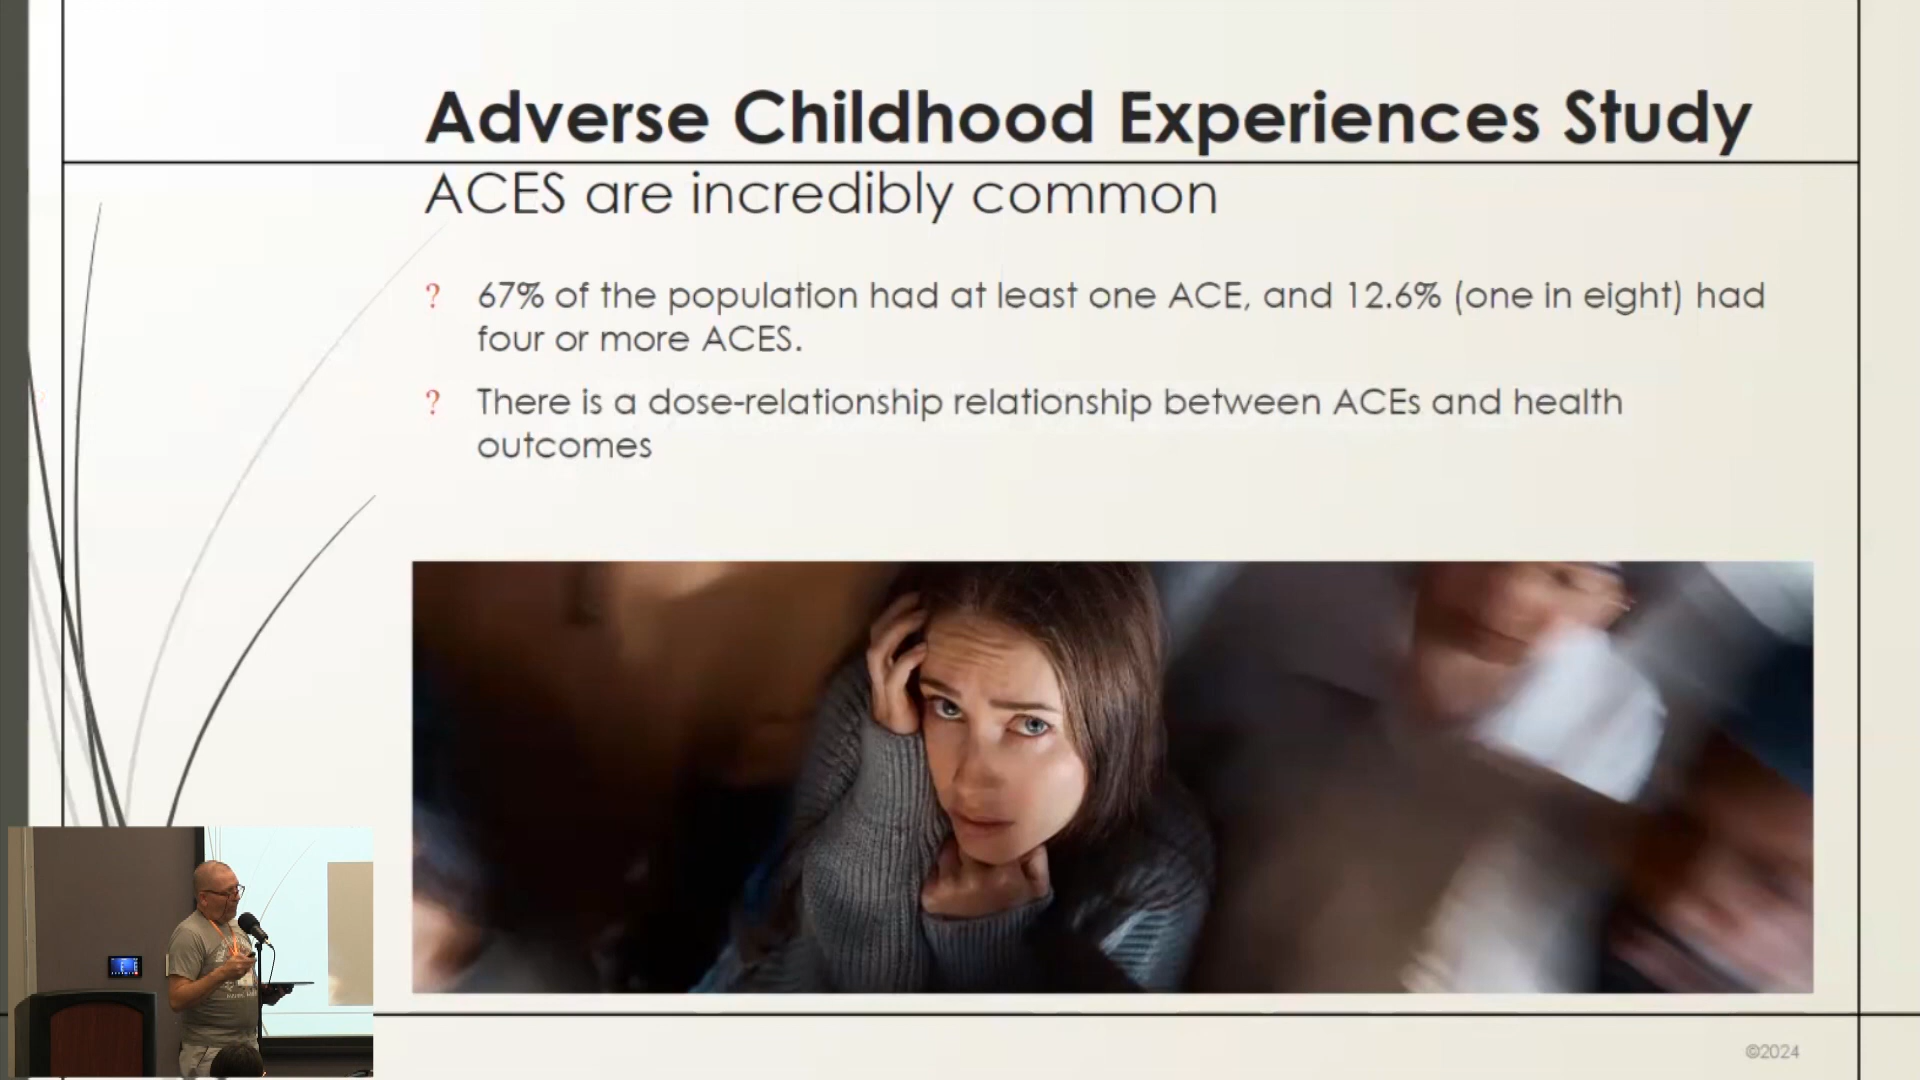 Adverse Childhood Experiences Study
ACES are incredibly common
? 67% of the population had at least one ACE, and 12.6% (one in eight) had
four or more ACES.
? There is a dose-relationship relationship between ACEs and health
outcomes
©2024